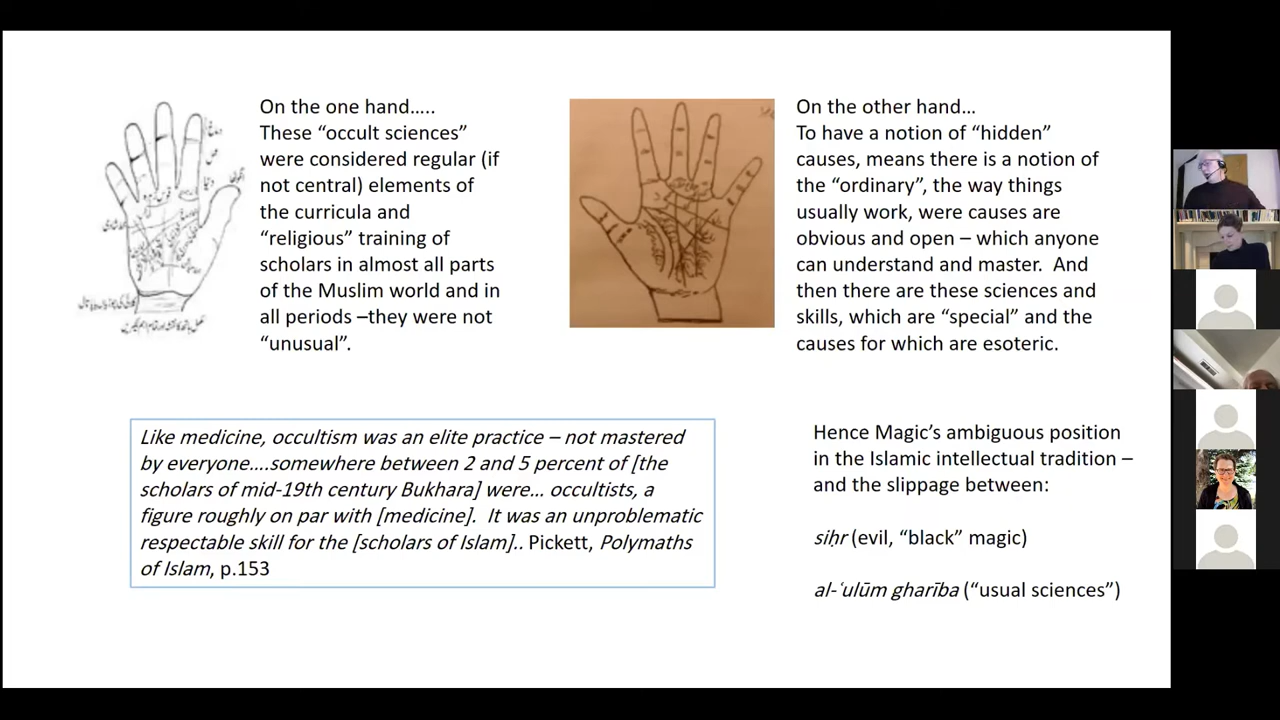 On the one hand…..
These “occult sciences”
were considered regular (if
not central) elements of
the curricula and
“religious” training of
scholars in almost all parts
of the Muslim world and in
all periods –they were not
“unusual”.
On the other hand…
To have a notion of “hidden”
causes, means there is a notion of
the “ordinary”, the way things
usually work, were causes are
obvious and open – which anyone
can understand and master.  And
then there are these sciences and
skills, which are “special” and the
causes for which are esoteric.
Like medicine, occultism was an elite practice – not mastered
by everyone….somewhere between 2 and 5 percent of [the
scholars of mid-19th century Bukhara] were… occultists, a
figure roughly on par with [medicine].  It was an unproblematic
respectable skill for the [scholars of Islam].. Pickett, Polymaths
of Islam, p.153
Hence Magic’s ambiguous position
in the Islamic intellectual tradition –
and the slippage between:
siḥr (evil, “black” magic)
al-ʿulūm gharība (“usual sciences”)